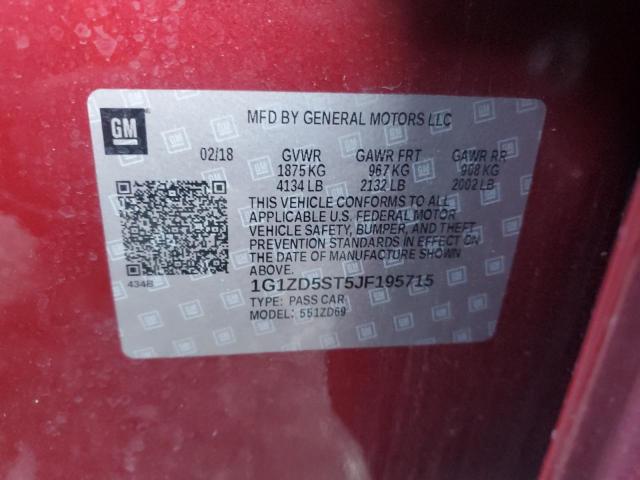 GM
MFD BY GENERAL MOTORS LLC
02/18 GVWR GAWR FRT GAWR RR
1875 KG 967 KG 908 KG
4134 LB 2132 LB 2002 LB
THIS VEHICLE CONFORMS TO ALL
APPLICABLE U.S. FEDERAL MOTOR
VEHICLE SAFETY, BUMPER, AND THEFT
PREVENTION STANDARDS IN EFFECT ON
THE DATE OF MANUFACTURE SHOWN
ABOVE.
434B
1G1ZD5ST5JF195715
TYPE: PASS CAR
MODEL: 551ZD69